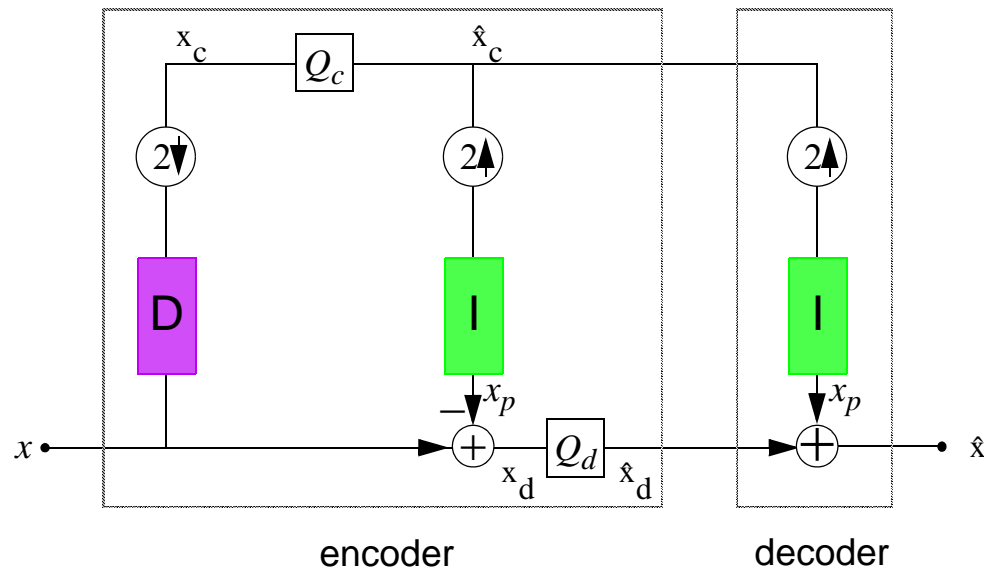 x_c Q_c x̂_c
2 2 2
D I I
− x_p x_p
x + Q_d + x̂
x_d x̂_d
encoder decoder